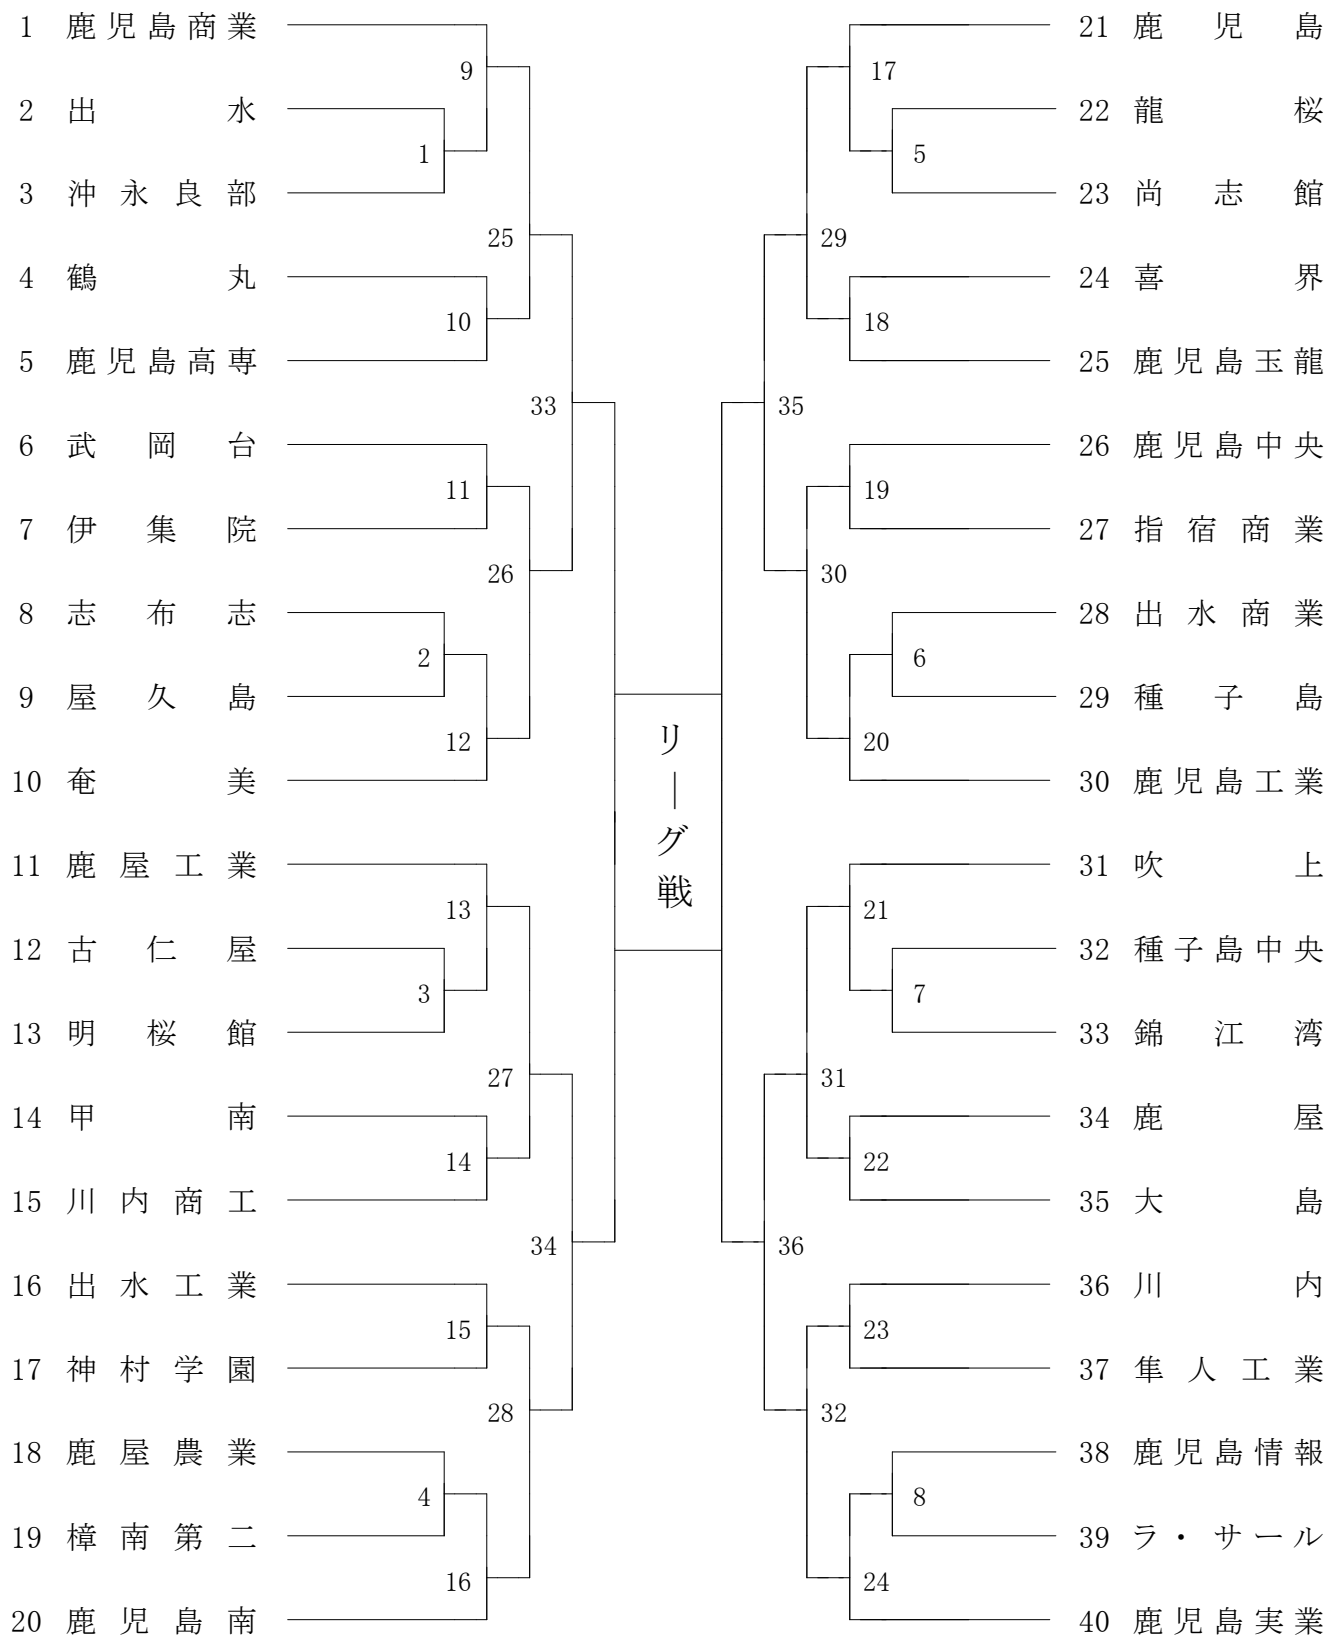 1 鹿児島商業
9
2 出水
1
3 沖永良部
25
4 鶴丸
10
5 鹿児島高専
33
6 武岡台
11
7 伊集院
26
8 志布志
2
9 屋久島
12
10 奄美
11 鹿屋工業
13
12 古仁屋
3
13 明桜館
27
14 甲南
14
15 川内商工
34
16 出水工業
15
17 神村学園
28
18 鹿屋農業
4
19 樟南第二
16
20 鹿児島南
リーグ戦
21 鹿児島
17
22 龍桜
5
23 尚志館
29
24 喜界
18
25 鹿児島玉龍
35
26 鹿児島中央
19
27 指宿商業
30
28 出水商業
6
29 種子島
20
30 鹿児島工業
31 吹上
21
32 種子島中央
7
33 錦江湾
31
34 鹿屋
22
35 大島
36
36 川内
23
37 隼人工業
32
38 鹿児島情報
8
39 ラ・サール
24
40 鹿児島実業